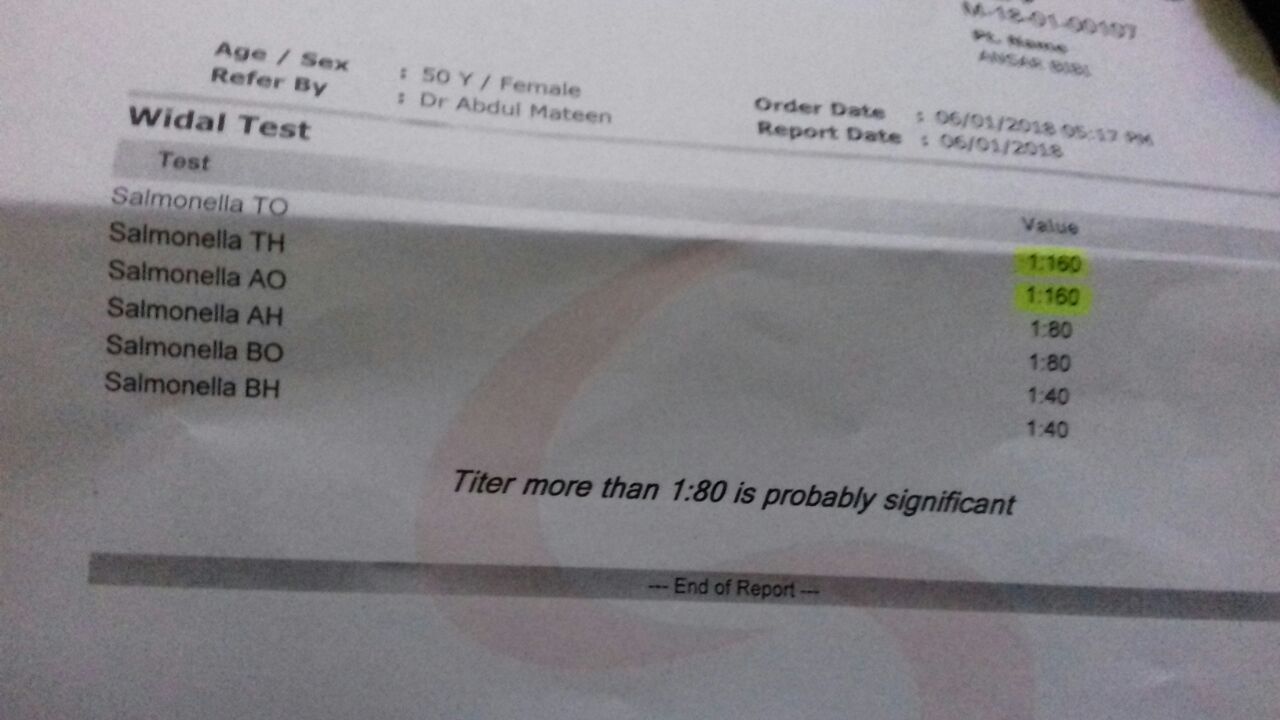 M-18-01-00107
Pt. Name
ANSAR BIBI
Age / Sex : 50 Y / Female
Refer By : Dr Abdul Mateen
Order Date : 06/01/2018 05:17 PM
Report Date : 06/01/2018
Widal Test
Test Value
Salmonella TO 1:160
Salmonella TH 1:160
Salmonella AO 1:80
Salmonella AH 1:80
Salmonella BO 1:40
Salmonella BH 1:40
Titer more than 1:80 is probably significant
--- End of Report ---